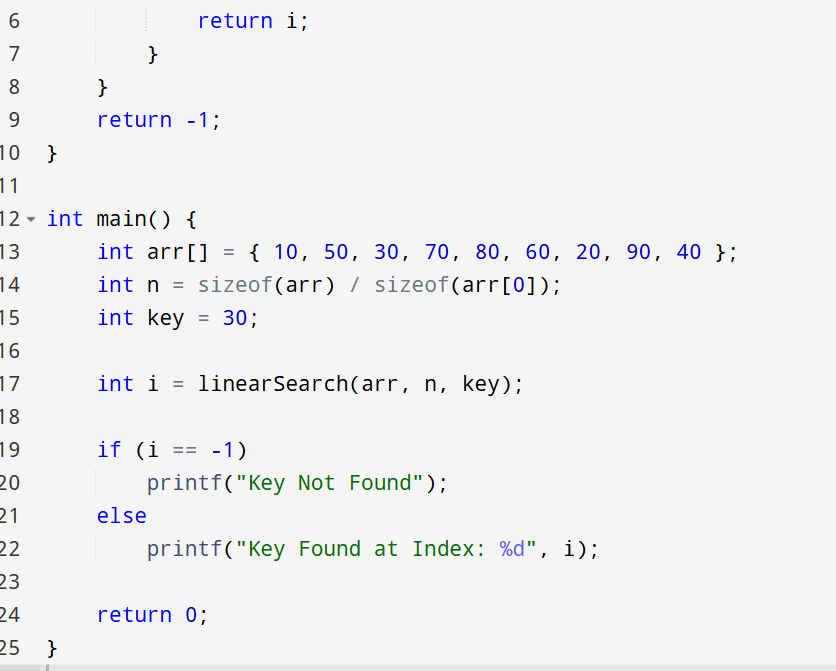 6            return i;
7        }
8    }
9    return -1;
10 }
11
12 int main() {
13    int arr[] = { 10, 50, 30, 70, 80, 60, 20, 90, 40 };
14    int n = sizeof(arr) / sizeof(arr[0]);
15    int key = 30;
16
17    int i = linearSearch(arr, n, key);
18
19    if (i == -1)
20        printf("Key Not Found");
21    else
22        printf("Key Found at Index: %d", i);
23
24    return 0;
25 }